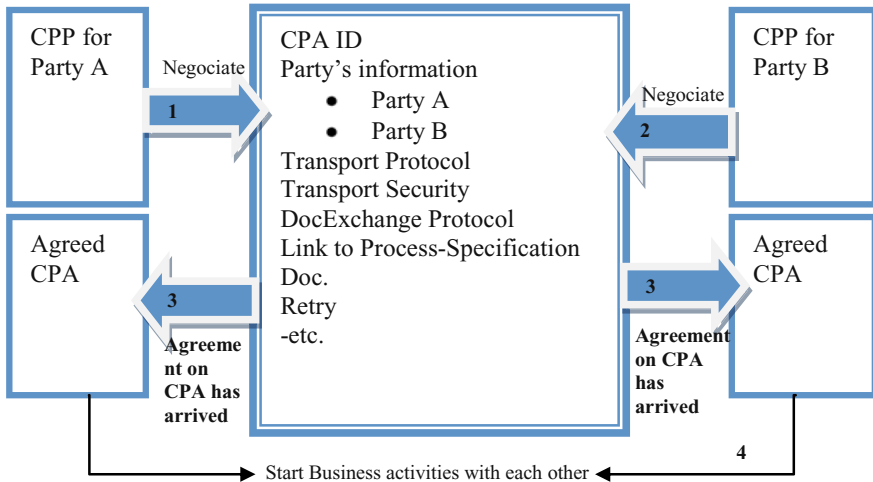 CPP for
Party A
Negociate
1
CPA ID
Party's information
• Party A
• Party B
Transport Protocol
Transport Security
DocExchange Protocol
Link to Process-Specification
Doc.
Retry
-etc.
CPP for
Party B
Negociate
2
Agreed
CPA
3
Agreeme
nt on
CPA has
arrived
3
Agreement
on CPA
has
arrived
Agreed
CPA
4
Start Business activities with each other